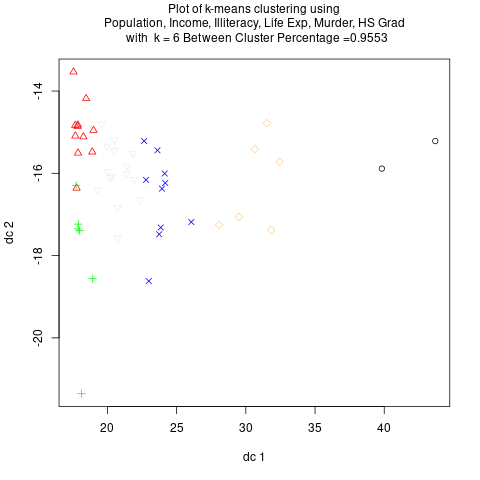 Plot of k-means clustering using
Population, Income, Illiteracy, Life Exp, Murder, HS Grad
with k = 6 Between Cluster Percentage =0.9553
-14
-16
-18
-20
dc 2
20 25 30 35 40
dc 1